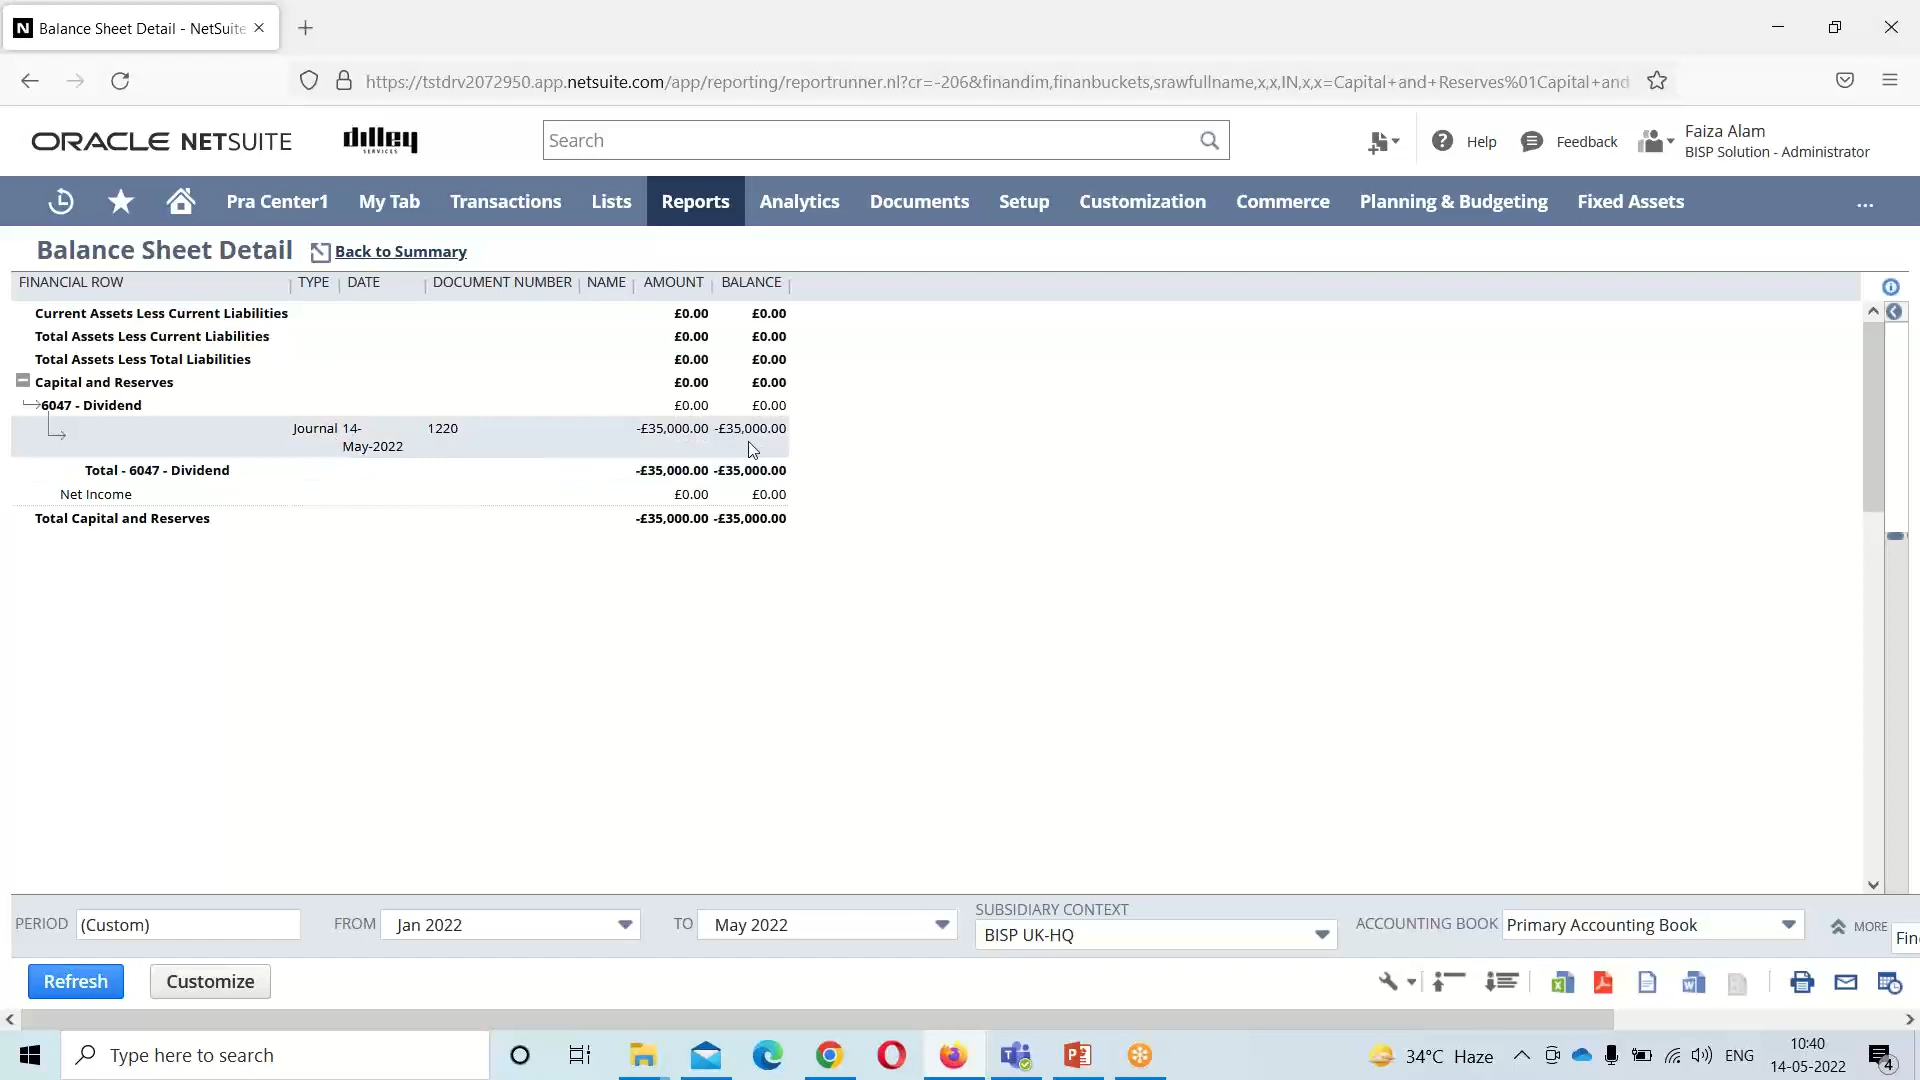 Balance Sheet Detail - NetSuite
https://tstdrv2072950.app.netsuite.com/app/reporting/reportrunner.nl?cr=-206&finandim,finanbuckets,srawfullname,x,x,IN,x,x=Capital+and+Reserves%01Capital+and
ORACLE NETSUITE dilley SERVICES Search Help Feedback Faiza Alam
BISP Solution - Administrator
Pra Center1 My Tab Transactions Lists Reports Analytics Documents Setup Customization Commerce Planning & Budgeting Fixed Assets ...
Balance Sheet Detail Back to Summary
FINANCIAL ROW TYPE DATE DOCUMENT NUMBER NAME AMOUNT BALANCE
Current Assets Less Current Liabilities £0.00 £0.00
Total Assets Less Current Liabilities £0.00 £0.00
Total Assets Less Total Liabilities £0.00 £0.00
Capital and Reserves £0.00 £0.00
6047 - Dividend £0.00 £0.00
Journal 14- 1220 -£35,000.00 -£35,000.00
May-2022
Total - 6047 - Dividend -£35,000.00 -£35,000.00
Net Income £0.00 £0.00
Total Capital and Reserves -£35,000.00 -£35,000.00
SUBSIDIARY CONTEXT
PERIOD (Custom) FROM Jan 2022 TO May 2022 BISP UK-HQ ACCOUNTING BOOK Primary Accounting Book MORE Fin
Refresh Customize
Type here to search 34°C Haze ENG 10:40
14-05-2022 4